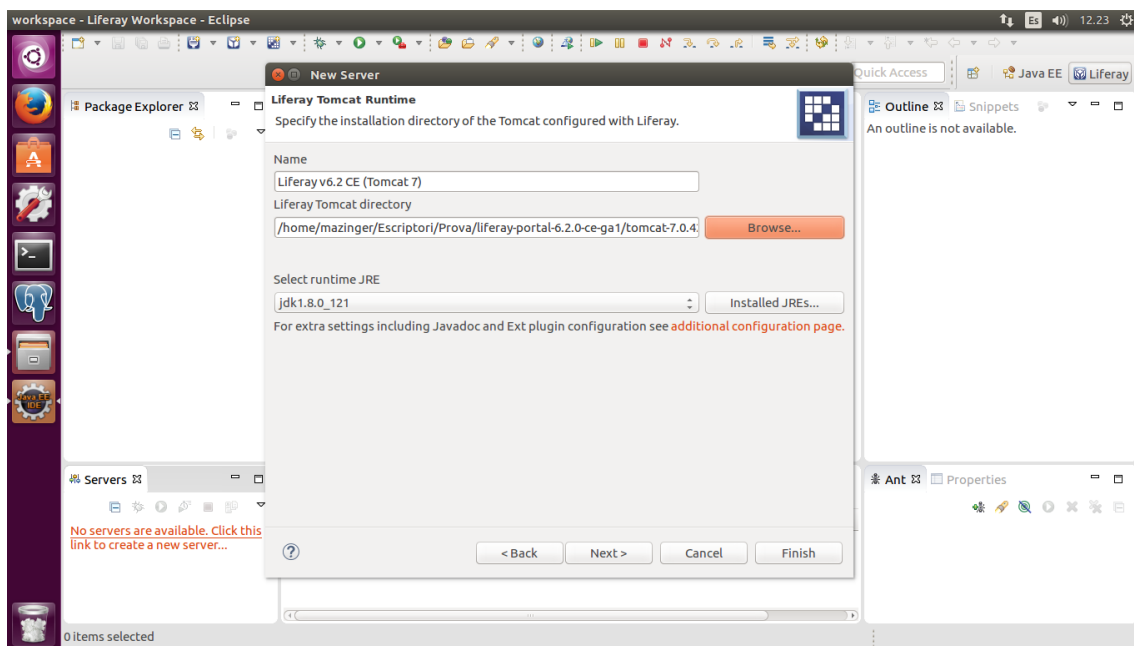 workspace - Liferay Workspace - Eclipse
Es
12.23
Quick Access
Java EE
Liferay
Package Explorer
New Server
Liferay Tomcat Runtime
Specify the installation directory of the Tomcat configured with Liferay.
Name
Liferay v6.2 CE (Tomcat 7)
Liferay Tomcat directory
/home/mazinger/Escriptori/Prova/liferay-portal-6.2.0-ce-ga1/tomcat-7.0.4
Browse...
Select runtime JRE
jdk1.8.0_121
Installed JREs...
For extra settings including Javadoc and Ext plugin configuration see additional configuration page.
< Back
Next >
Cancel
Finish
Outline
Snippets
An outline is not available.
Java EE
IDE
Servers
No servers are available. Click this
link to create a new server...
Ant
Properties
0 items selected